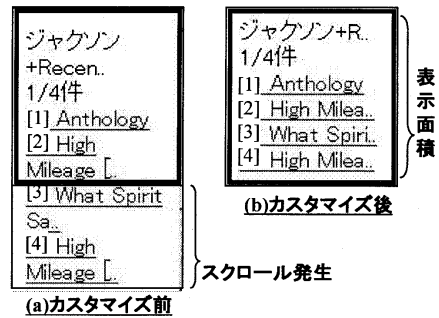 ジャクソン
+Recen..
1/4件
[1] Anthology
[2] High
Mileage [..
[3] What Spirit
Sa..
[4] High
Mileage [..
スクロール発生
(a)カスタマイズ前
ジャクソン+R..
1/4件
[1] Anthology
[2] High Milea..
[3] What Spiri..
[4] High Milea..
表示面積
(b)カスタマイズ後